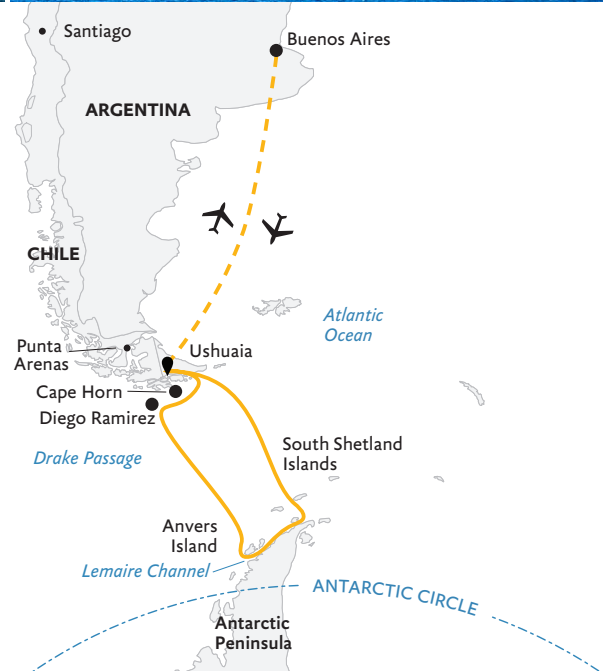 Santiago
Buenos Aires
ARGENTINA
CHILE
Atlantic
Ocean
Punta
Arenas
Ushuaia
Cape Horn
Diego Ramirez
Drake Passage
South Shetland
Islands
Anvers
Island
Lemaire Channel
ANTARCTIC CIRCLE
Antarctic
Peninsula